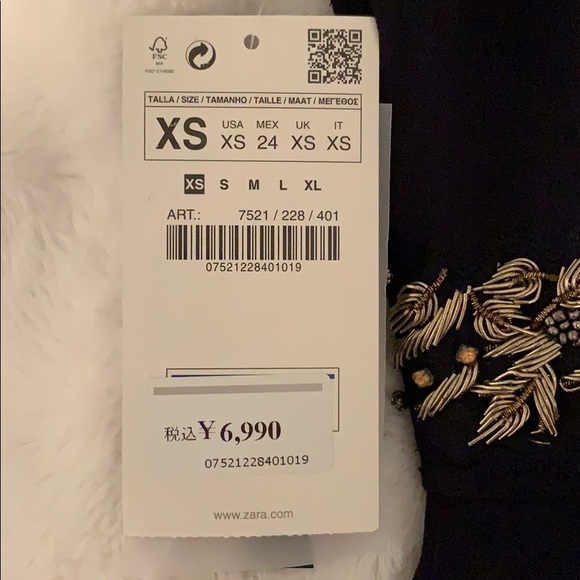 FSC
MIX
TALLA / SIZE / TAMANHO / TAILLE / MAAT / ΜΕΓΕΘΟΣ
XS
USA MEX UK IT
XS 24 XS XS
XS S M L XL
ART.: 7521 / 228 / 401
07521228401019
税込¥6,990
07521228401019
www.zara.com